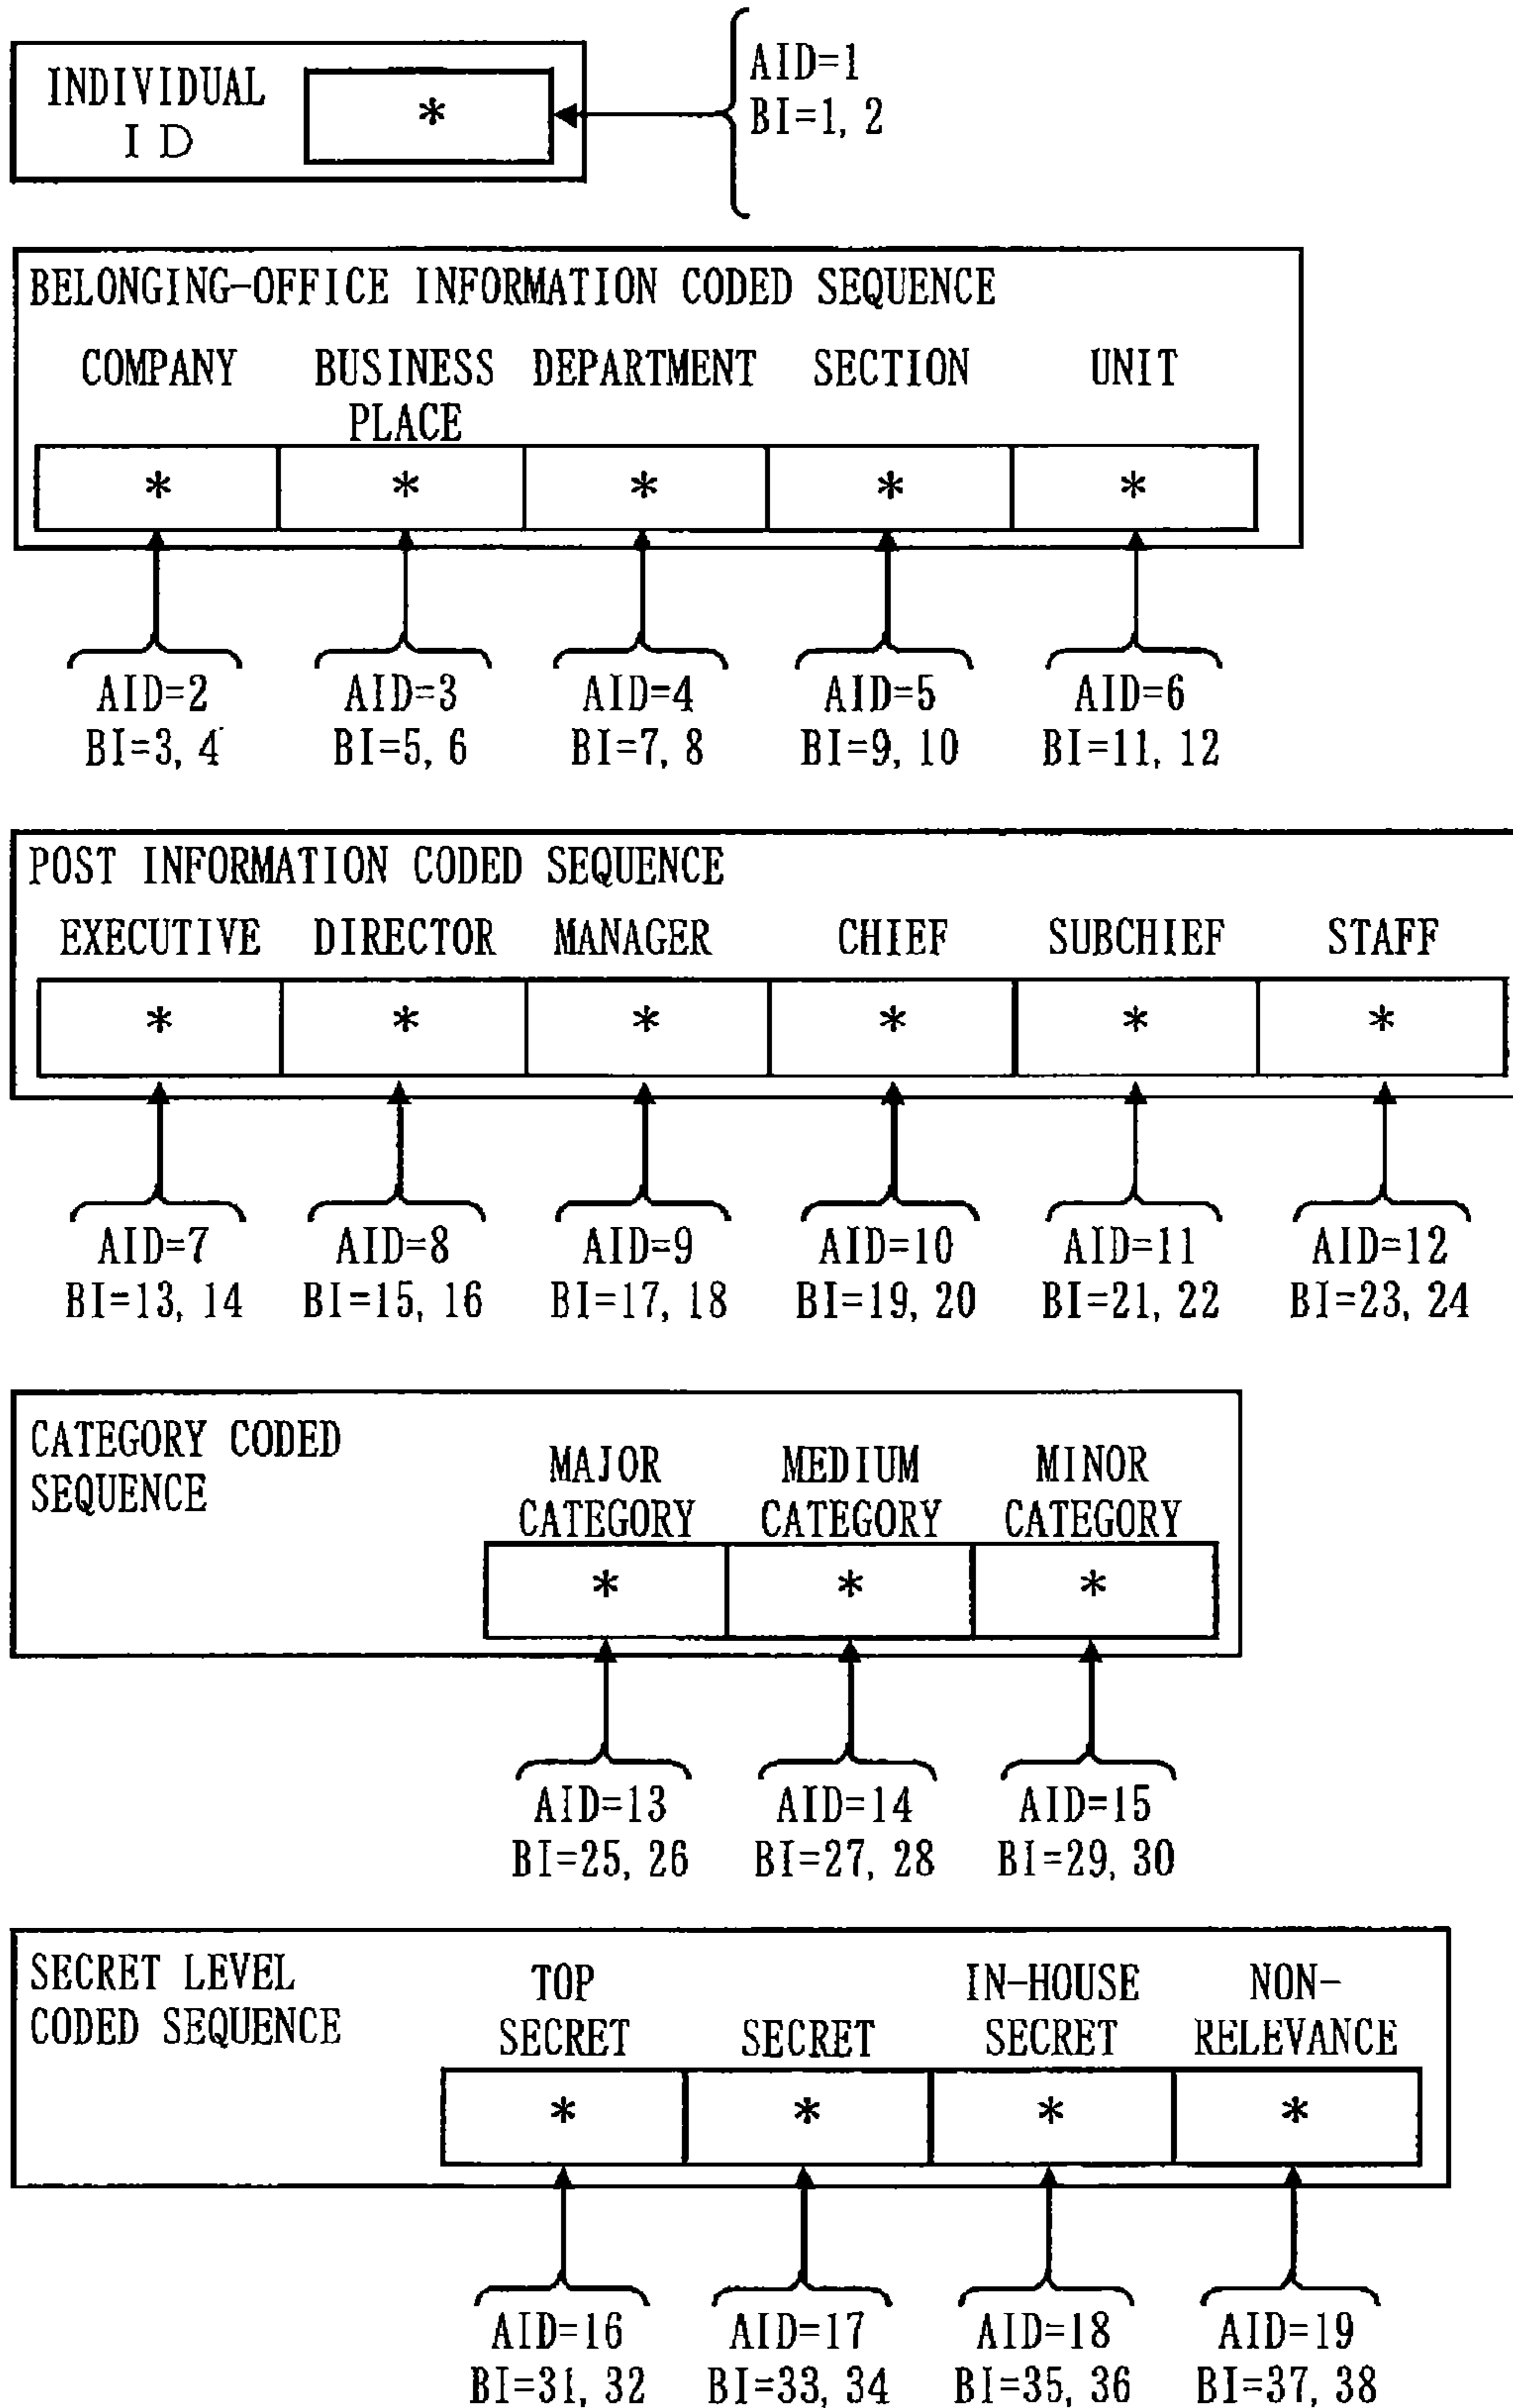 INDIVIDUAL
ID
*
AID=1
BI=1, 2
BELONGING-OFFICE INFORMATION CODED SEQUENCE
COMPANY BUSINESS DEPARTMENT SECTION UNIT
PLACE
* * * * *
AID=2 AID=3 AID=4 AID=5 AID=6
BI=3, 4 BI=5, 6 BI=7, 8 BI=9, 10 BI=11, 12
POST INFORMATION CODED SEQUENCE
EXECUTIVE DIRECTOR MANAGER CHIEF SUBCHIEF STAFF
* * * * * *
AID=7 AID=8 AID=9 AID=10 AID=11 AID=12
BI=13, 14 BI=15, 16 BI=17, 18 BI=19, 20 BI=21, 22 BI=23, 24
CATEGORY CODED
SEQUENCE
MAJOR MEDIUM MINOR
CATEGORY CATEGORY CATEGORY
* * *
AID=13 AID=14 AID=15
BI=25, 26 BI=27, 28 BI=29, 30
SECRET LEVEL
CODED SEQUENCE
TOP IN-HOUSE NON-
SECRET SECRET SECRET RELEVANCE
* * * *
AID=16 AID=17 AID=18 AID=19
BI=31, 32 BI=33, 34 BI=35, 36 BI=37, 38